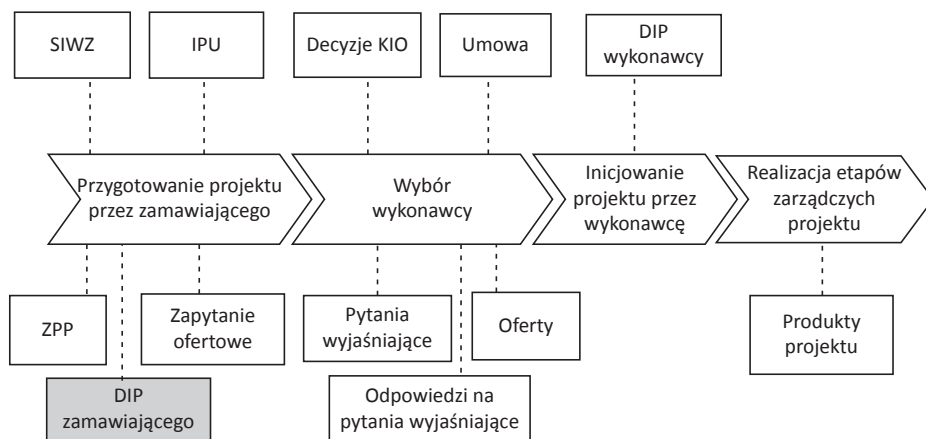 SIWZ
IPU
Decyzje KIO
Umowa
DIP
wykonawcy
Przygotowanie projektu
przez zamawiającego
Wybór
wykonawcy
Inicjowanie
projektu przez
wykonawcę
Realizacja etapów
zarządczych
projektu
ZPP
Zapytanie
ofertowe
Pytania
wyjaśniające
Oferty
Produkty
projektu
DIP
zamawiającego
Odpowiedzi na
pytania wyjaśniające